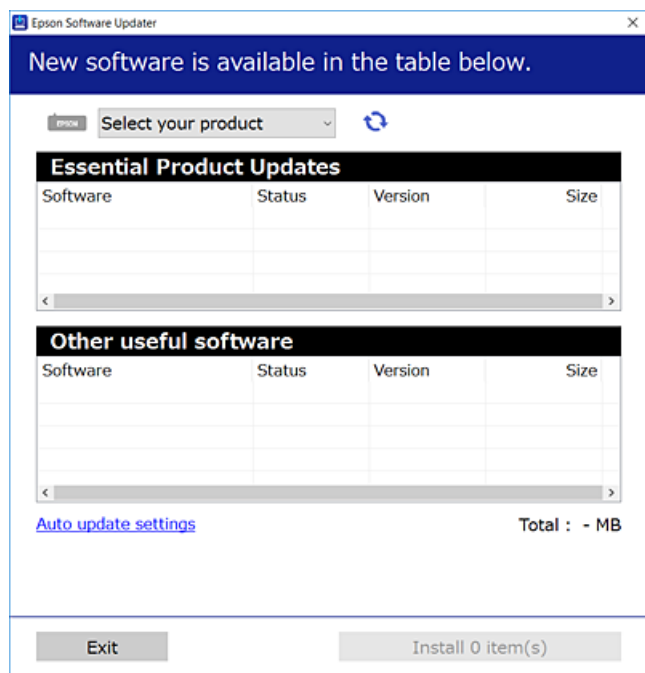 Epson Software Updater
New software is available in the table below.
EPSON Select your product
Essential Product Updates
Software Status Version Size
Other useful software
Software Status Version Size
Auto update settings Total : - MB
Exit Install 0 item(s)